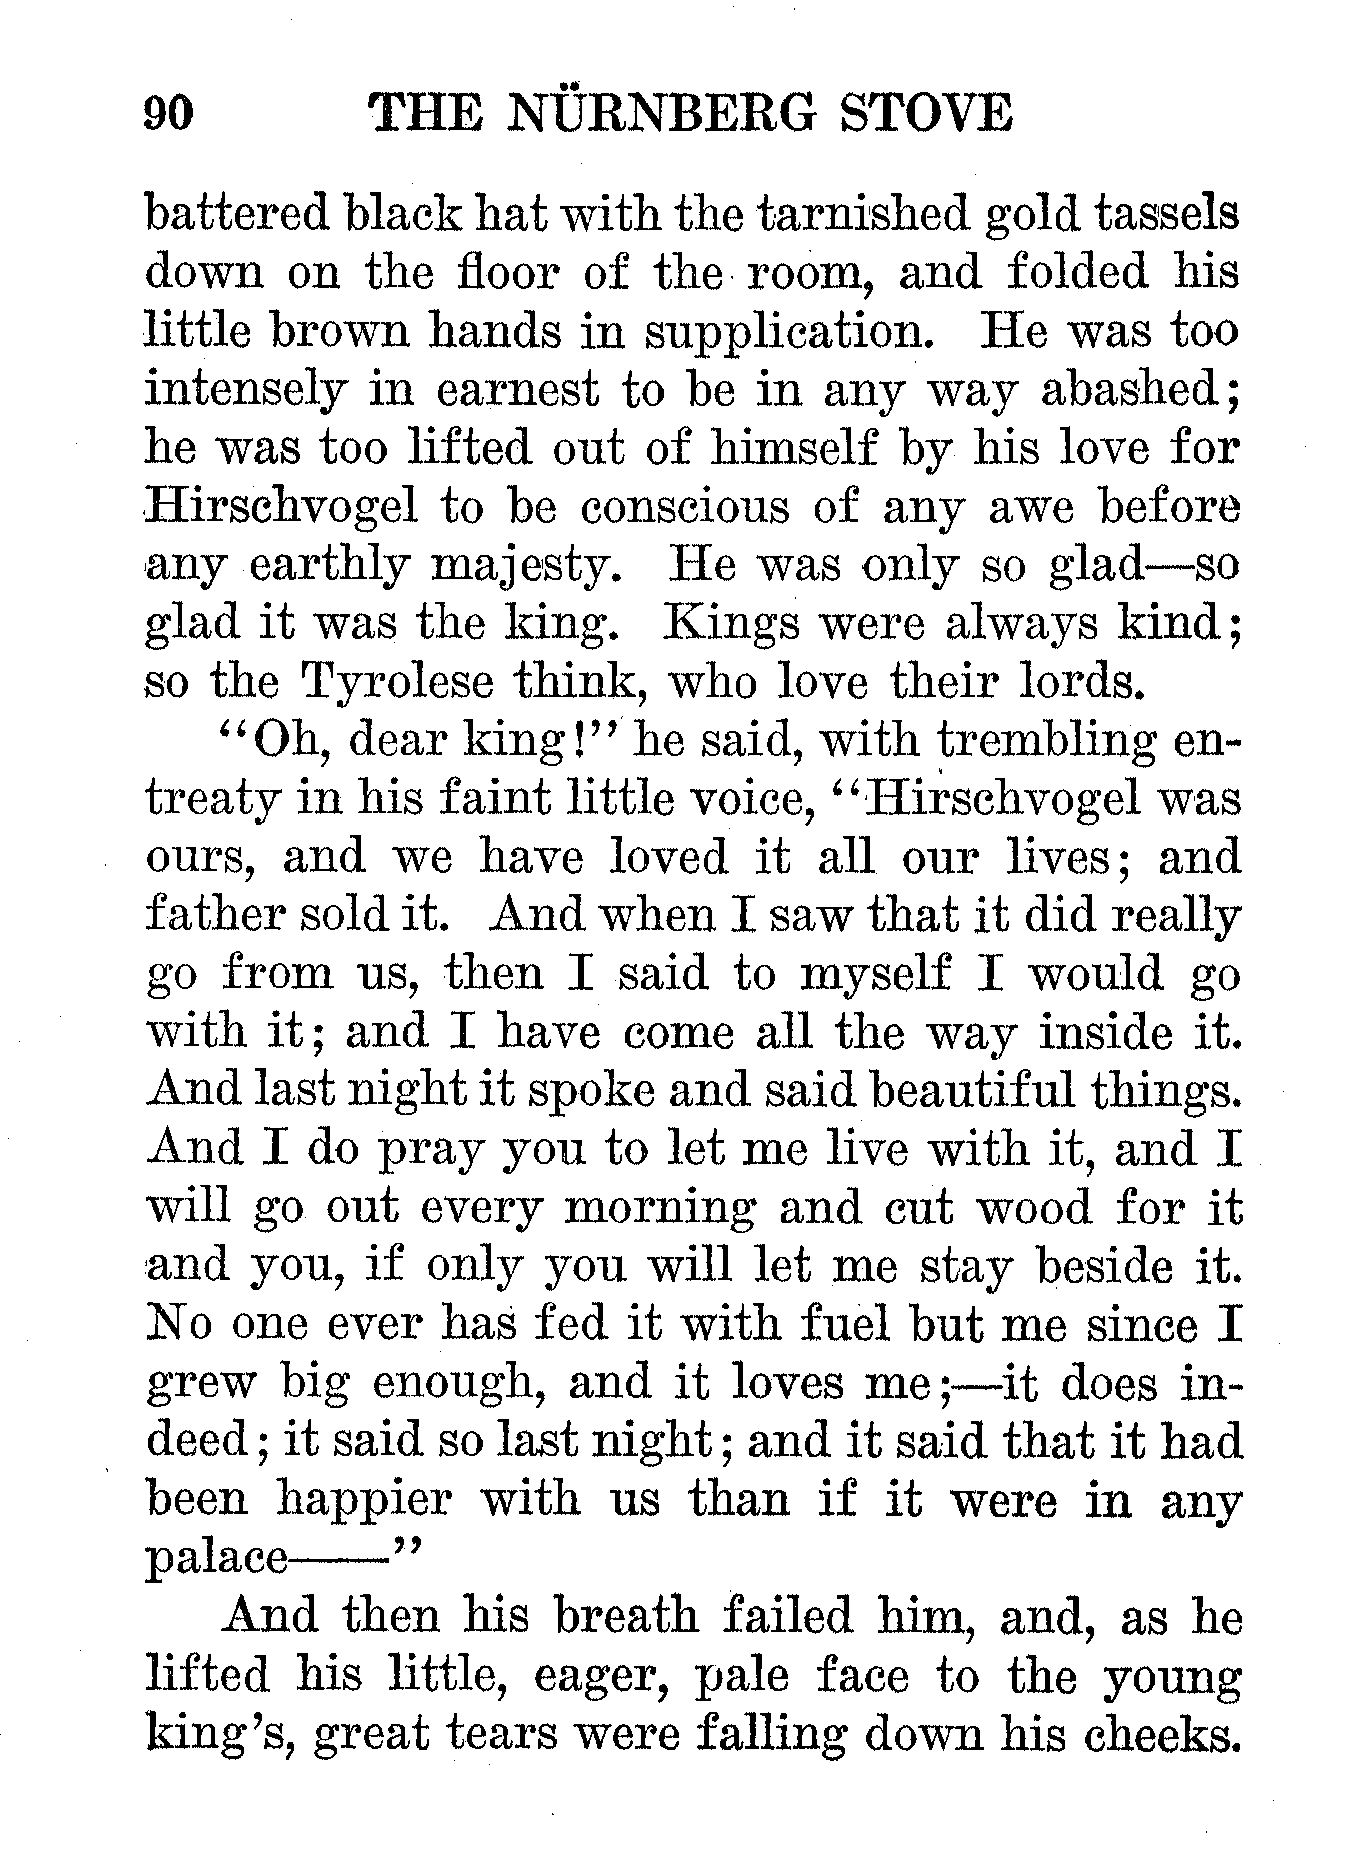 90 THE NÜRNBERG STOVE
battered black hat with the tarnished gold tassels
down on the floor of the room, and folded his
little brown hands in supplication. He was too
intensely in earnest to be in any way abashed;
he was too lifted out of himself by his love for
Hirschvogel to be conscious of any awe before
any earthly majesty. He was only so glad—so
glad it was the king. Kings were always kind;
so the Tyrolese think, who love their lords.
"Oh, dear king!" he said, with trembling en-
treaty in his faint little voice, "Hirschvogel was
ours, and we have loved it all our lives; and
father sold it. And when I saw that it did really
go from us, then I said to myself I would go
with it; and I have come all the way inside it.
And last night it spoke and said beautiful things.
And I do pray you to let me live with it, and I
will go out every morning and cut wood for it
and you, if only you will let me stay beside it.
No one ever has fed it with fuel but me since I
grew big enough, and it loves me;—it does in-
deed; it said so last night; and it said that it had
been happier with us than if it were in any
palace——"
And then his breath failed him, and, as he
lifted his little, eager, pale face to the young
king's, great tears were falling down his cheeks.